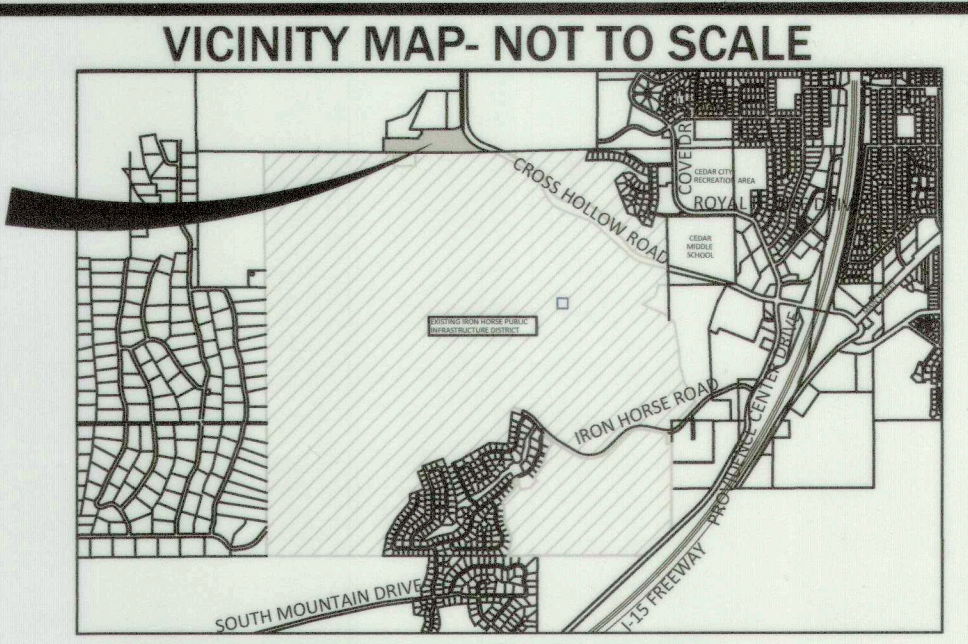 VICINITY MAP- NOT TO SCALE
COVE DR
CEDAR CITY
RECREATION AREA
CROSS HOLLOW ROAD
ROYAL
CEDAR
MIDDLE
SCHOOL
EXISTING IRON HORSE PUBLIC
INFRASTRUCTURE DISTRICT
IRON HORSE ROAD
PROVIDENCE CENTER DRIVE
SOUTH MOUNTAIN DRIVE
I-15 FREEWAY